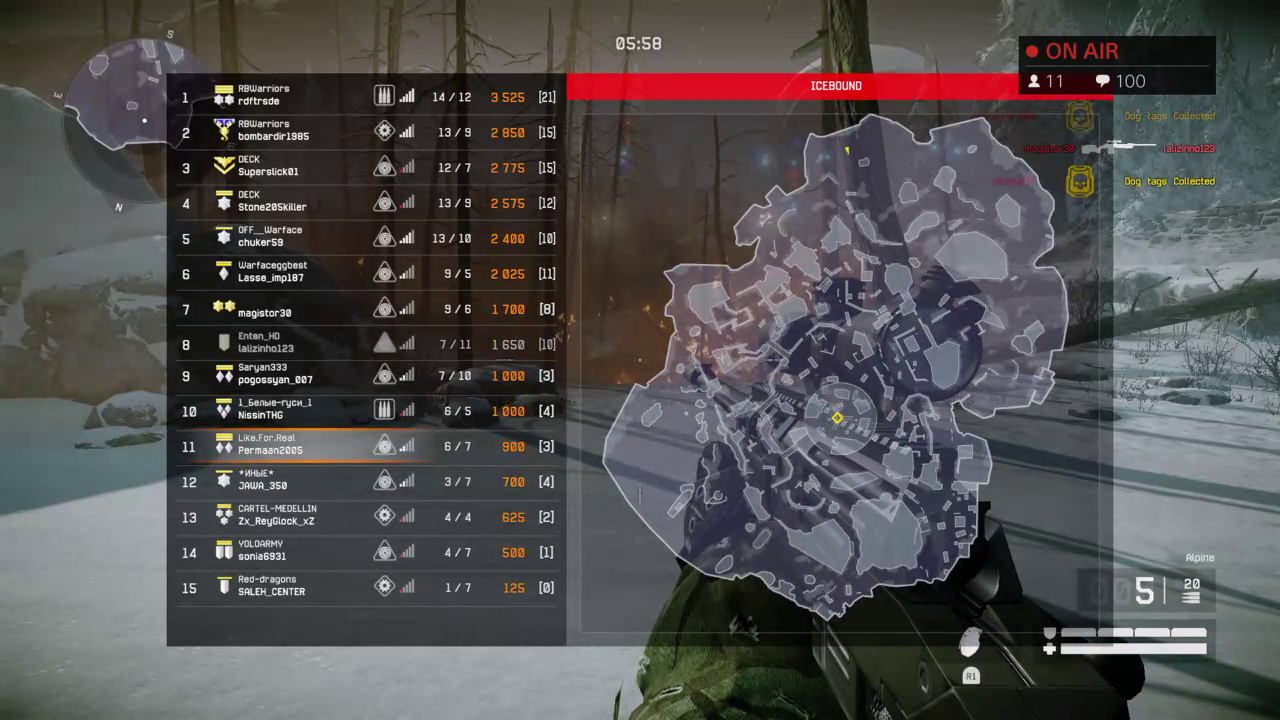 S
E
N
05:58
ON AIR
11 100
ICEBOUND
Dog tags Collected
magistor30 lalizinho123
Dog tags Collected
1 RBWarriors rdftrsde 14 / 12 3 525 [21]
2 RBWarriors bombardir1985 13 / 9 2 850 [15]
3 DECK Superslick01 12 / 7 2 775 [15]
4 DECK Stone205killer 13 / 9 2 575 [12]
5 OFF__Warface chuker59 13 / 10 2 400 [10]
6 Warfaceggbest Lasse_imp187 9 / 5 2 025 [11]
7 magistor30 9 / 6 1 700 [8]
8 Enten_HD lalizinho123 7 / 11 1 650 [10]
9 Saryan333 pogossyan_007 7 / 10 1 000 [3]
10 1_Белые-гуси_1 NissinTHG 6 / 5 1 000 [4]
11 Like.For.Real Permaan2005 6 / 7 900 [3]
12 *ИНЫЕ* JAWA_350 3 / 7 700 [4]
13 CARTEL-MEDELLIN Zx_ReyGlock_xZ 4 / 4 625 [2]
14 YOLOARMY sonia6931 4 / 7 500 [1]
15 Red-dragons SALEH_CENTER 1 / 7 125 [0]
Alpine
005 20
R1